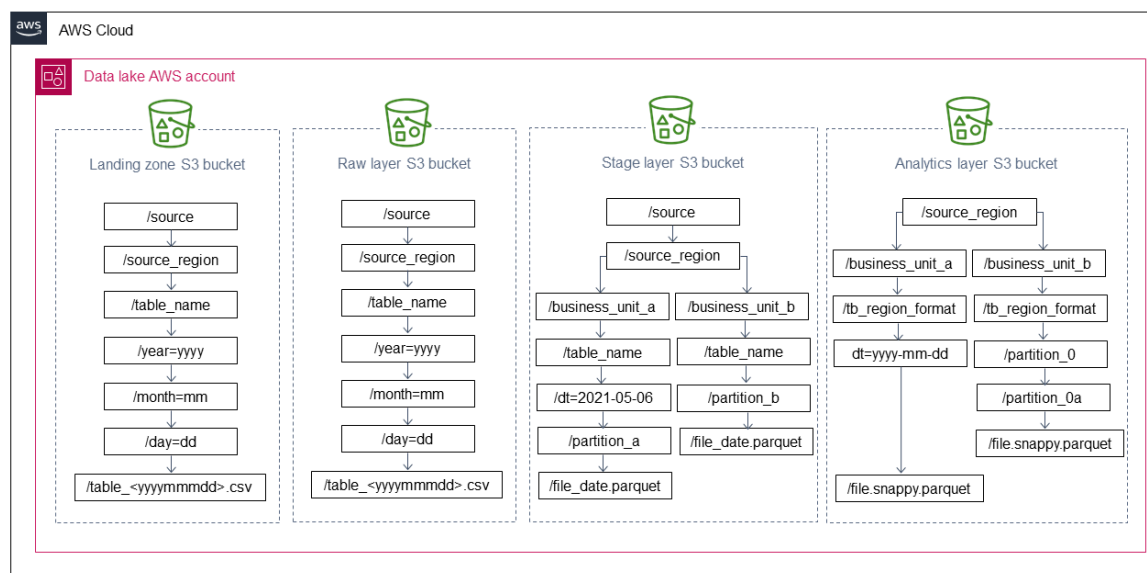 aws
AWS Cloud
Data lake AWS account
Landing zone S3 bucket
/source
/source_region
/table_name
/year=yyyy
/month=mm
/day=dd
/table_<yyyymmmdd>.csv
Raw layer S3 bucket
/source
/source_region
/table_name
/year=yyyy
/month=mm
/day=dd
/table_<yyyymmmdd>.csv
Stage layer S3 bucket
/source
/source_region
/business_unit_a
/table_name
/dt=2021-05-06
/partition_a
/file_date.parquet
/business_unit_b
/table_name
/partition_b
/file_date.parquet
Analytics layer S3 bucket
/source_region
/business_unit_a
/tb_region_format
dt=yyyy-mm-dd
/file.snappy.parquet
/business_unit_b
/tb_region_format
/partition_0
/partition_0a
/file.snappy.parquet